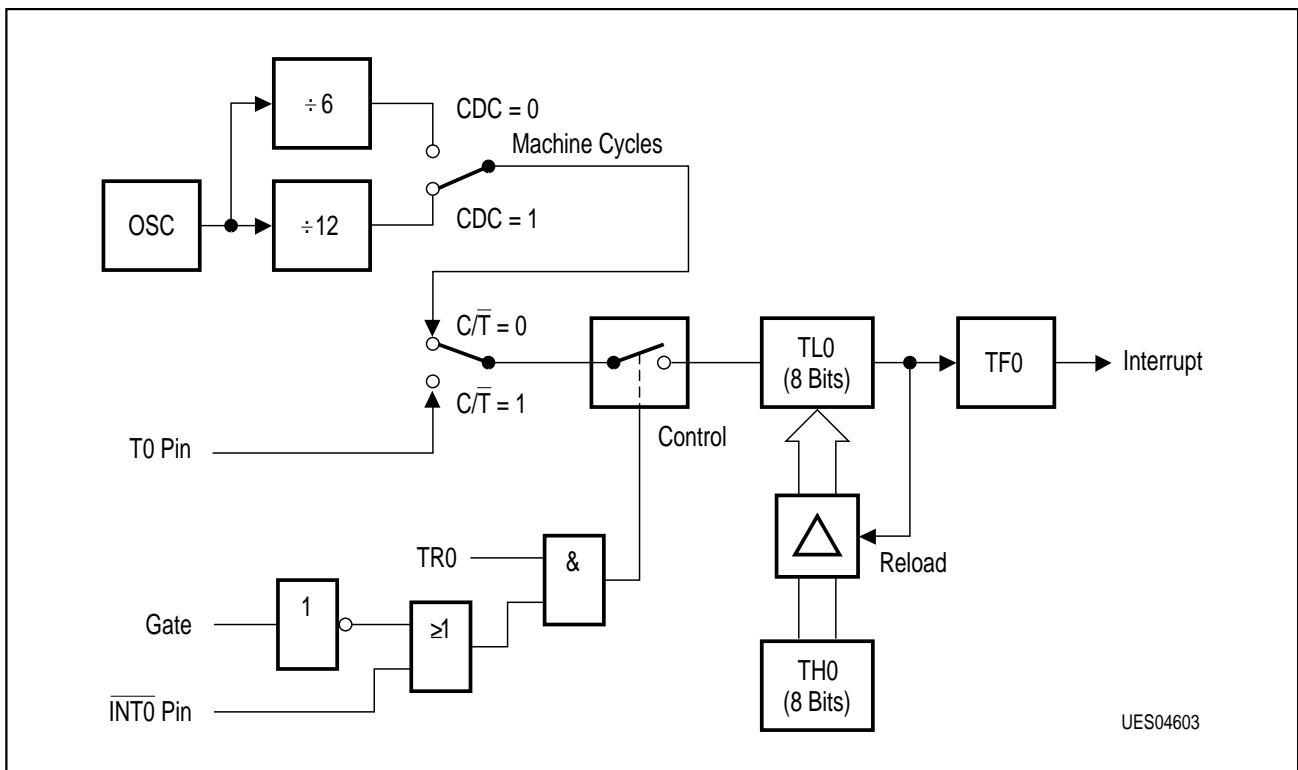 ÷ 6
CDC = 0
Machine Cycles
OSC
÷ 12
CDC = 1
C/T̅ = 0
C/T̅ = 1
TL0
(8 Bits)
TF0
Interrupt
T0 Pin
Control
TR0
&
Reload
Gate
1
≥1
TH0
(8 Bits)
I̅N̅T̅0̅ Pin
UES04603